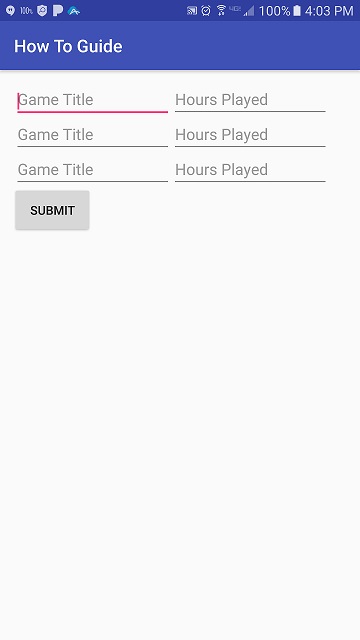 100% 100% 4:03 PM
How To Guide
Game Title Hours Played
Game Title Hours Played
Game Title Hours Played
SUBMIT